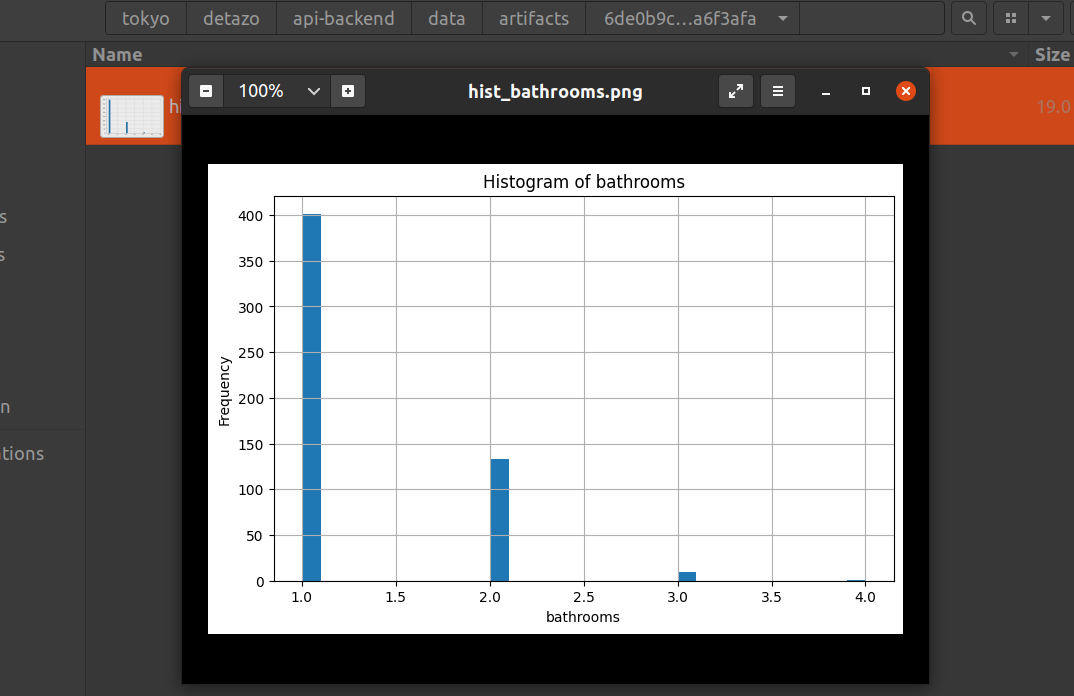 tokyo detazo api-backend data artifacts 6de0b9c...a6f3afa
Name Size
100% hist_bathrooms.png
hi 19.0
Histogram of bathrooms
400
350
300
250
200
150
100
50
0
Frequency
1.0 1.5 2.0 2.5 3.0 3.5 4.0
bathrooms
s
s
n
tions